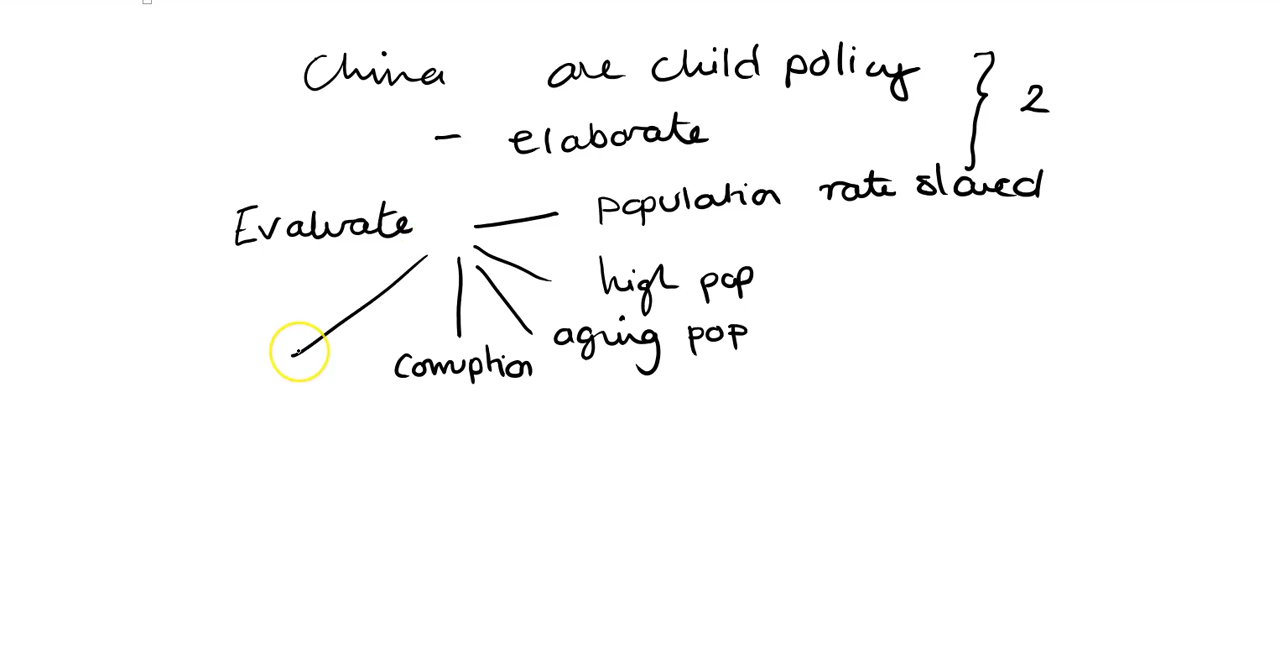 China one child policy } 2
- elaborate
Evaluate
population rate slowed
high pop
aging pop
corruption